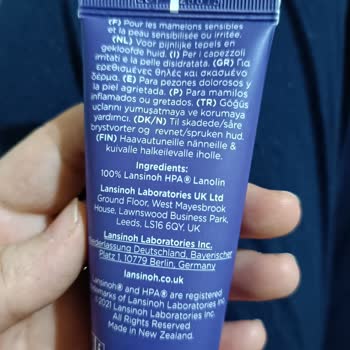 (F) Pour les mamelons sensibles
et la peau sensibilisée ou irritée.
(NL) Voor pijnlijke tepels en
gekloofde huid. (I) Per i capezzoli
irritati e la pelle disidratata. (GR) Για
ερεθισμένες θηλές και σκασμένο
δέρμα. (E) Para pezones dolorosos y
la piel agrietada. (P) Para mamilos
inflamados ou gretados. (TR) Göğüs
uçlarını yumuşatmaya ve korumaya
yardımcı. (DK/N) Til skadede/såre
brystvorter og revnet/spruken hud.
(FIN) Haavautuneille nänneille &
kuivalle halkeilevalle iholle.
Ingredients:
100% Lansinoh HPA® Lanolin
Lansinoh Laboratories UK Ltd
Ground Floor, West Mayesbrook
House, Lawnswood Business Park,
Leeds, LS16 6QY. UK
Lansinoh Laboratories Inc.
Niederlassung Deutschland, Bayerischer
Platz 1, 10779 Berlin, Germany
lansinoh.co.uk
Lansinoh® and HPA® are registered
trademarks of Lansinoh Laboratories Inc.
©2021 Lansinoh Laboratories Inc.
All Rights Reserved
Made in New Zealand.